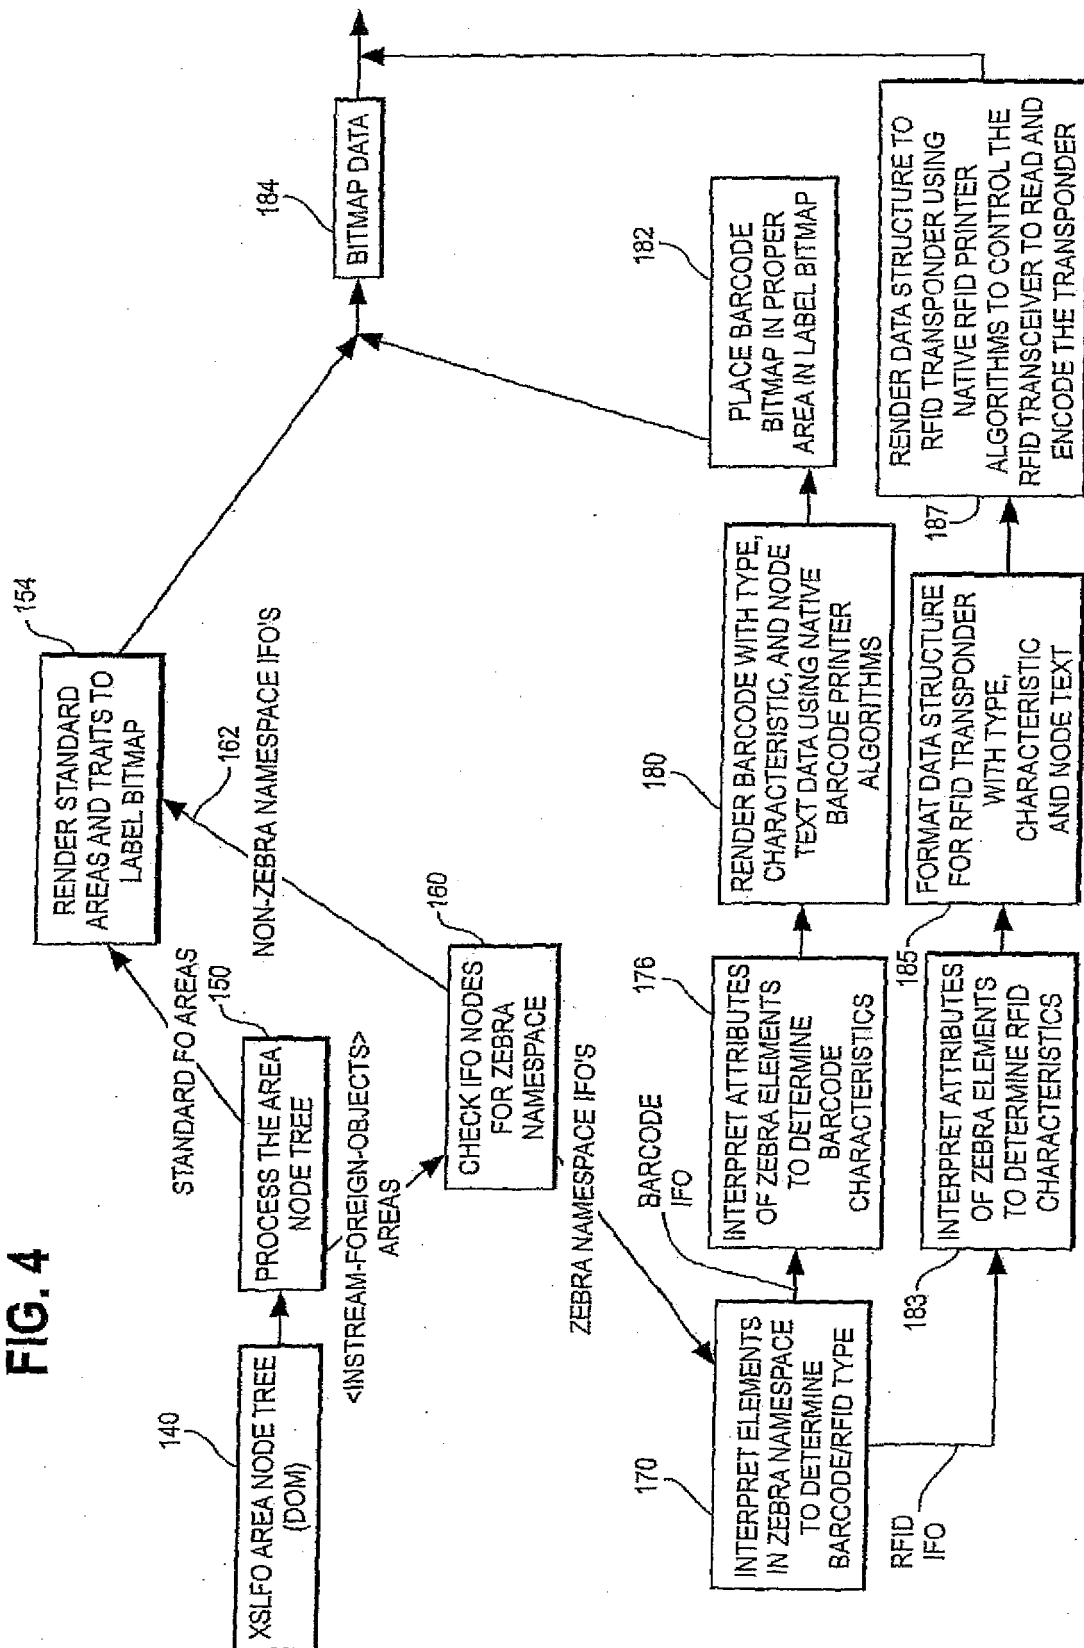 FIG. 4
140
XSLFO AREA NODE TREE
(DOM)
150
PROCESS THE AREA
NODE TREE
STANDARD FO AREAS
154
RENDER STANDARD
AREAS AND TRAITS TO
LABEL BITMAP
<INSTREAM-FOREIGN-OBJECTS>
AREAS
160
CHECK IFO NODES
FOR ZEBRA
NAMESPACE
162
NON-ZEBRA NAMESPACE IFO'S
184
BITMAP DATA
ZEBRA NAMESPACE IFO'S
170
INTERPRET ELEMENTS
IN ZEBRA NAMESPACE
TO DETERMINE
BARCODE/RFID TYPE
BARCODE
IFO
176
INTERPRET ATTRIBUTES
OF ZEBRA ELEMENTS
TO DETERMINE
BARCODE
CHARACTERISTICS
180
RENDER BARCODE WITH TYPE,
CHARACTERISTIC, AND NODE
TEXT DATA USING NATIVE
BARCODE PRINTER
ALGORITHMS
182
PLACE BARCODE
BITMAP IN PROPER
AREA IN LABEL BITMAP
RFID
IFO
183
INTERPRET ATTRIBUTES
OF ZEBRA ELEMENTS
TO DETERMINE RFID
CHARACTERISTICS
185
FORMAT DATA STRUCTURE
FOR RFID TRANSPONDER
WITH TYPE,
CHARACTERISTIC
AND NODE TEXT
187
RENDER DATA STRUCTURE TO
RFID TRANSPONDER USING
NATIVE RFID PRINTER
ALGORITHMS TO CONTROL THE
RFID TRANSCEIVER TO READ AND
ENCODE THE TRANSPONDER